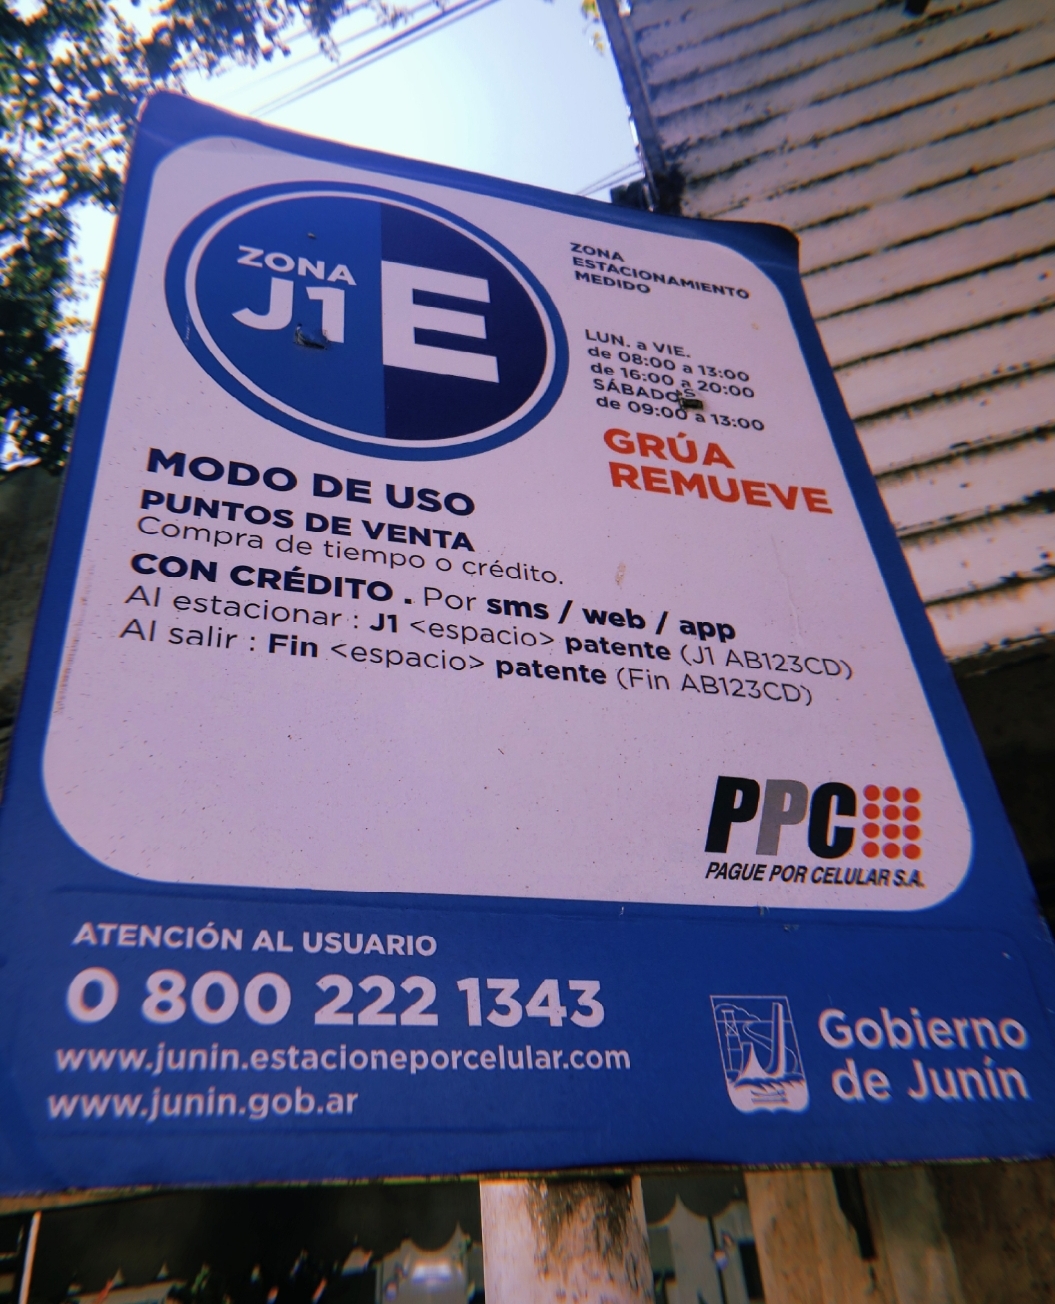 ZONA
J1 E
ZONA
ESTACIONAMIENTO
MEDIDO
LUN. a VIE.
de 08:00 a 13:00
de 16:00 a 20:00
SÁBADOS
de 09:00 a 13:00
GRÚA
REMUEVE
MODO DE USO
PUNTOS DE VENTA
Compra de tiempo o crédito.
CON CRÉDITO . Por sms / web / app
Al estacionar : J1 <espacio> patente (J1 AB123CD)
Al salir : Fin <espacio> patente (Fin AB123CD)
PPC
PAGUE POR CELULAR S.A.
ATENCIÓN AL USUARIO
0 800 222 1343
www.junin.estacioneporcelular.com
www.junin.gob.ar
Gobierno
de Junín